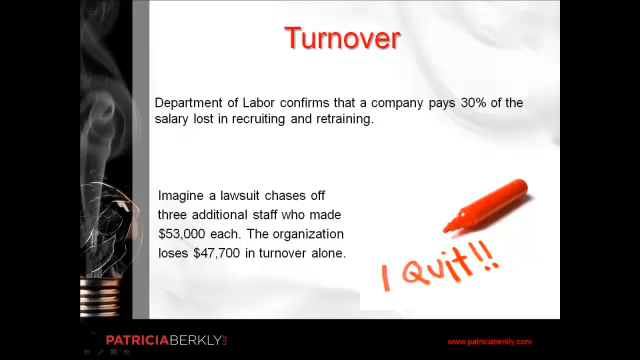 Turnover
Department of Labor confirms that a company pays 30% of the
salary lost in recruiting and retraining.
Imagine a lawsuit chases off
three additional staff who made
$53,000 each. The organization
loses $47,700 in turnover alone.
I QUIT!!
PATRICIABERKLY LLC
www.patriciaberkly.com